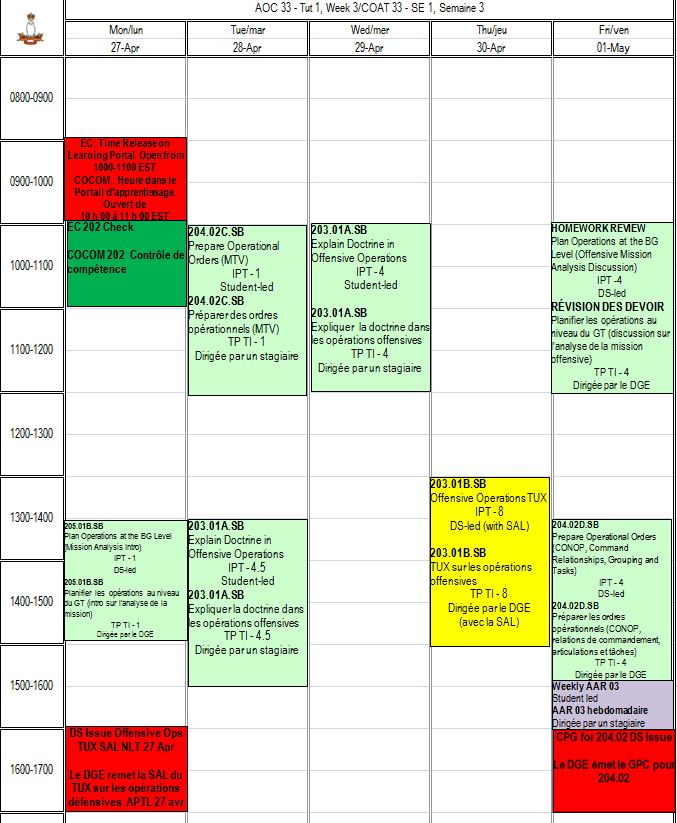 AOC 33 - Tut 1, Week 3/COAT 33 - SE 1, Semaine 3
Mon/lun
Tue/mar
Wed/mer
Thu/jeu
Fri/ven
27-Apr
28-Apr
29-Apr
30-Apr
01-May
0800-0900
0900-1000
1000-1100
1100-1200
1200-1300
1300-1400
1400-1500
1500-1600
1600-1700
EC: Time Release on
Learning Portal. Open from
1000-1100 EST
COCOM : Heure dans le
Portail d'apprentissage.
Ouvert de
10 h 00 à 11 h 00 EST
EC 202 Check
COCOM 202 Contrôle de
compétence
205.01B.SB
Plan Operations at the BG Level
(Mission Analysis Intro)
IPT - 1
DS-led
205.01B.SB
Planifier les opérations au niveau
du GT (intro sur l'analyse de la
mission)
TP TI - 1
Dirigée par le DGE
DS Issue Offensive Ops
TUX SAL NLT 27 Apr
Le DGE remet la SAL du
TUX sur les opérations
défensives APTL 27 avr
204.02C.SB
Prepare Operational
Orders (MTV)
IPT - 1
Student-led
204.02C.SB
Préparer des ordres
opérationnels (MTV)
TP TI - 1
Dirigée par un stagiaire
203.01A.SB
Explain Doctrine in
Offensive Operations
IPT - 4.5
Student-led
203.01A.SB
Expliquer la doctrine dans
les opérations offensives
TP TI - 4.5
Dirigée par un stagiaire
203.01A.SB
Explain Doctrine in
Offensive Operations
IPT - 4
Student-led
203.01A.SB
Expliquer la doctrine dans
les opérations offensives
TP TI - 4
Dirigée par un stagiaire
203.01B.SB
Offensive Operations TUX
IPT - 8
DS-led (with SAL)
203.01B.SB
TUX sur les opérations
offensives
TP TI - 8
Dirigée par le DGE
(avec la SAL)
HOMEWORK REVIEW
Plan Operations at the BG
Level (Offensive Mission
Analysis Discussion)
IPT -4
DS-led
RÉVISION DES DEVOIR
Planifier les opérations au
niveau du GT (discussion sur
l'analyse de la mission
offensive)
TP TI - 4
Dirigée par le DGE
204.02D.SB
Prepare Operational Orders
(CONOP, Command
Relationships, Grouping and
Tasks)
IPT - 4
DS-led
204.02D.SB
Préparer les ordres
opérationnels (CONOP,
relations de commandement,
articulations et tâches)
TP TI - 4
Dirigée par le DGE
Weekly AAR 03
Student led
AAR 03 hebdomadaire
Dirigée par un stagiaire
CPG for 204.02 DS Issue
Le DGE émet le GPC pour
204.02